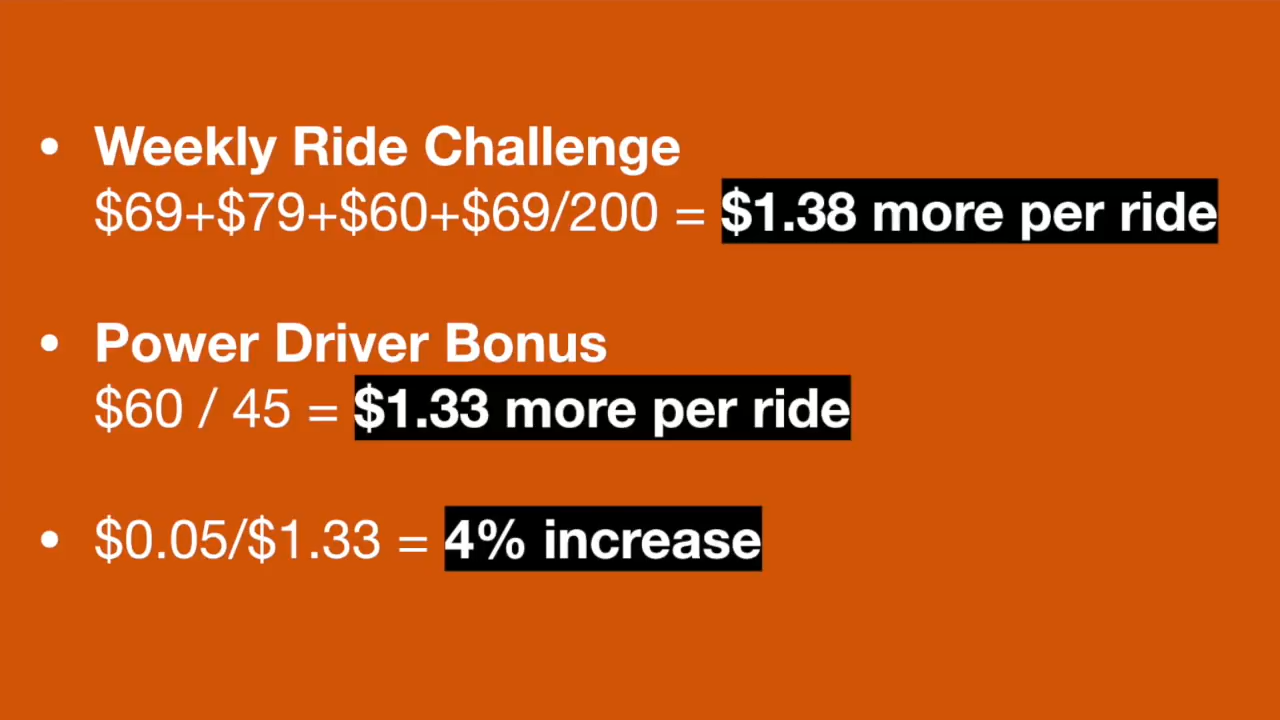 • Weekly Ride Challenge
$69+$79+$60+$69/200 = $1.38 more per ride
• Power Driver Bonus
$60 / 45 = $1.33 more per ride
• $0.05/$1.33 = 4% increase